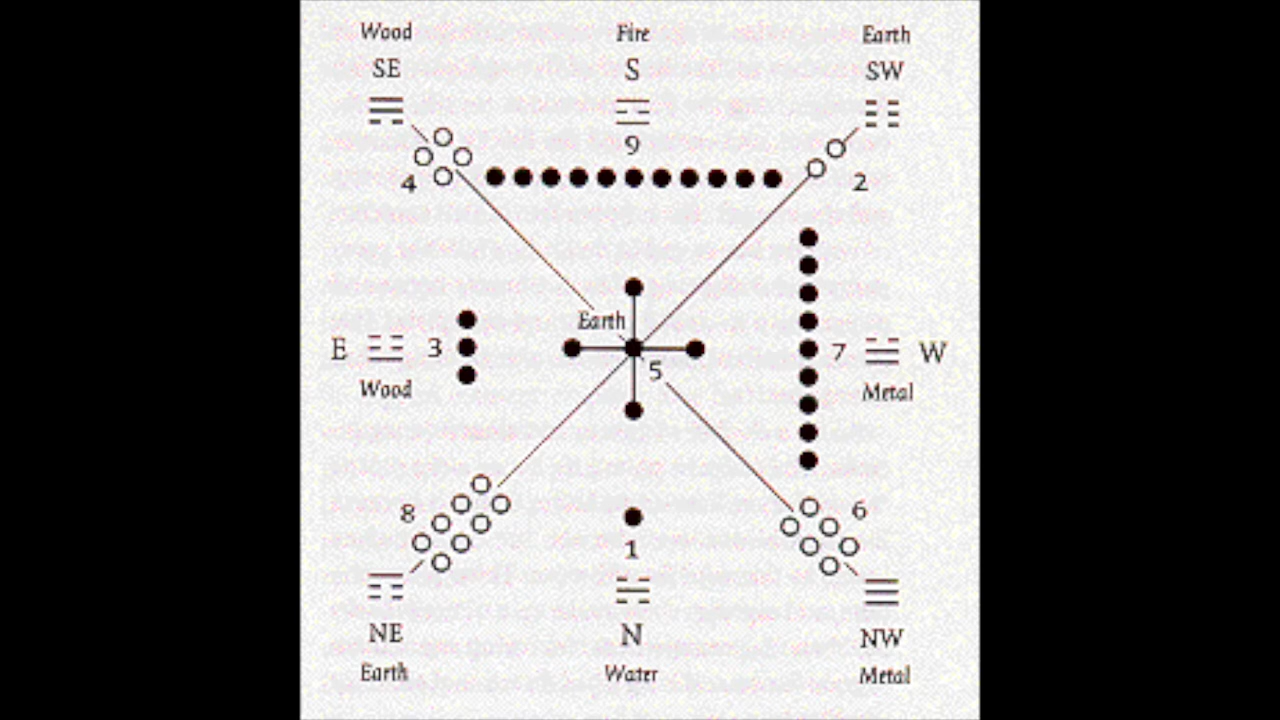 Wood Fire Earth
SE S SW
9
4 2
Earth
E 3 7 W
5
Wood Metal
8 6
1
NE N NW
Earth Water Metal